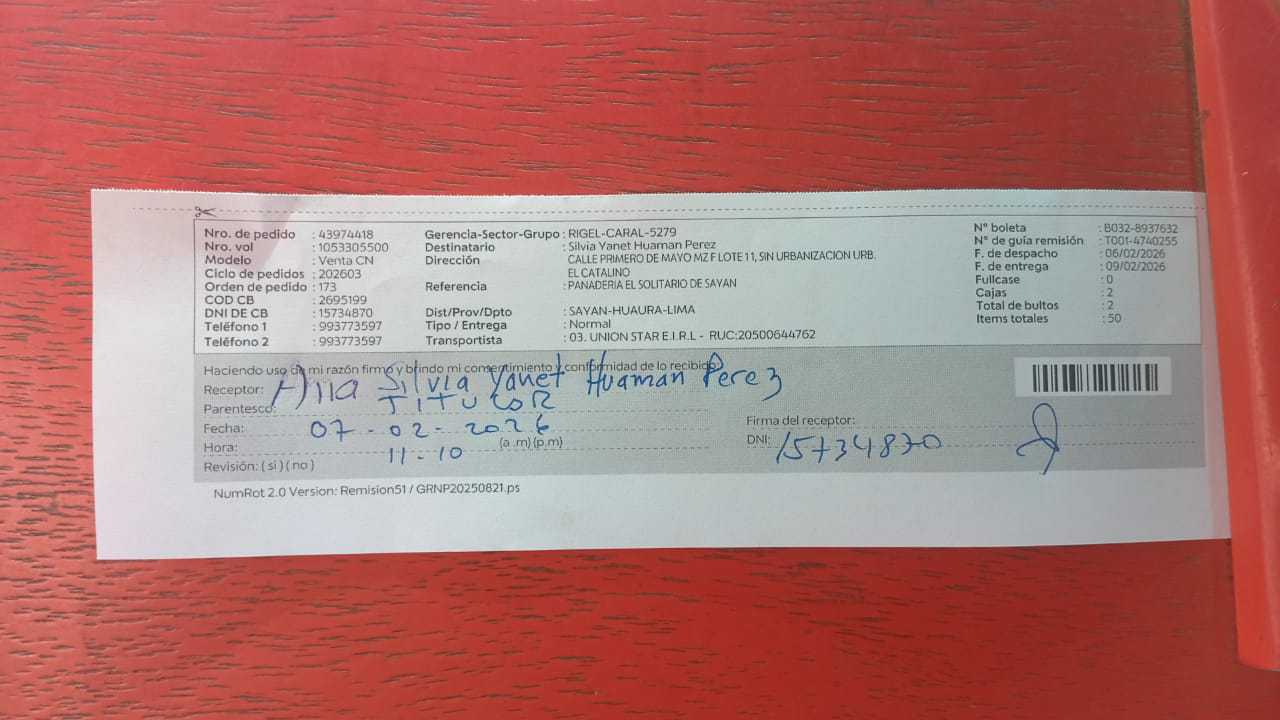 Nro. de pedido : 43974418
Nro. vol : 1053305500
Modelo : Venta CN
Ciclo de pedidos : 202603
Orden de pedido : 173
COD CB : 2695199
DNI DE CB : 15734870
Teléfono 1 : 993773597
Teléfono 2 : 993773597
Gerencia-Sector-Grupo : RIGEL-CARAL-5279
Destinatario : Silvia Yanet Huaman Perez
Dirección : CALLE PRIMERO DE MAYO MZ F LOTE 11, SIN URBANIZACION URB.
EL CATALINO
Referencia : PANADERIA EL SOLITARIO DE SAYAN
Dist/Prov/Dpto : SAYAN-HUAURA-LIMA
Tipo / Entrega : Normal
Transportista : 03. UNION STAR E.I.R.L - RUC:20500644762
N° boleta : B032-8937632
N° de guía remisión : T001-4740255
F. de despacho : 06/02/2026
F. de entrega : 09/02/2026
Fullcase : 0
Cajas : 2
Total de bultos : 2
Items totales : 50
Haciendo uso de mi razón firmo y brindo mi consentimiento y conformidad de lo recibido:
Receptor: Silvia Yanet Huaman Perez
Parentesco: TITULAR
Fecha: 07-02-2026
Hora: 11-10 (a.m)(p.m)
Revisión: ( si ) ( no )
Firma del receptor:
DNI: 15734870
NumRot 2.0 Version: Remision51 / GRNP20250821.ps